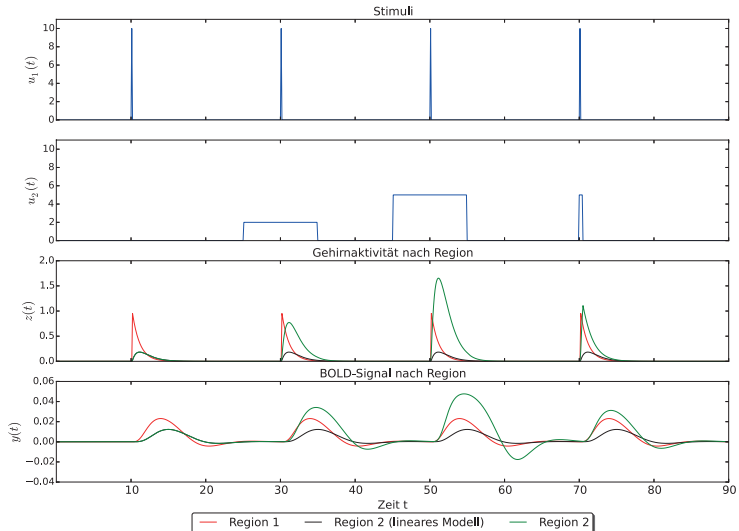 Stimuli
u₁(t)
10
8
6
4
2
0
u₂(t)
10
8
6
4
2
0
Gehirnaktivität nach Region
z(t)
2.0
1.5
1.0
0.5
0.0
BOLD-Signal nach Region
y(t)
0.06
0.04
0.02
0.00
−0.02
−0.04
10 20 30 40 50 60 70 80 90
Zeit t
Region 1 Region 2 (lineares Modell) Region 2